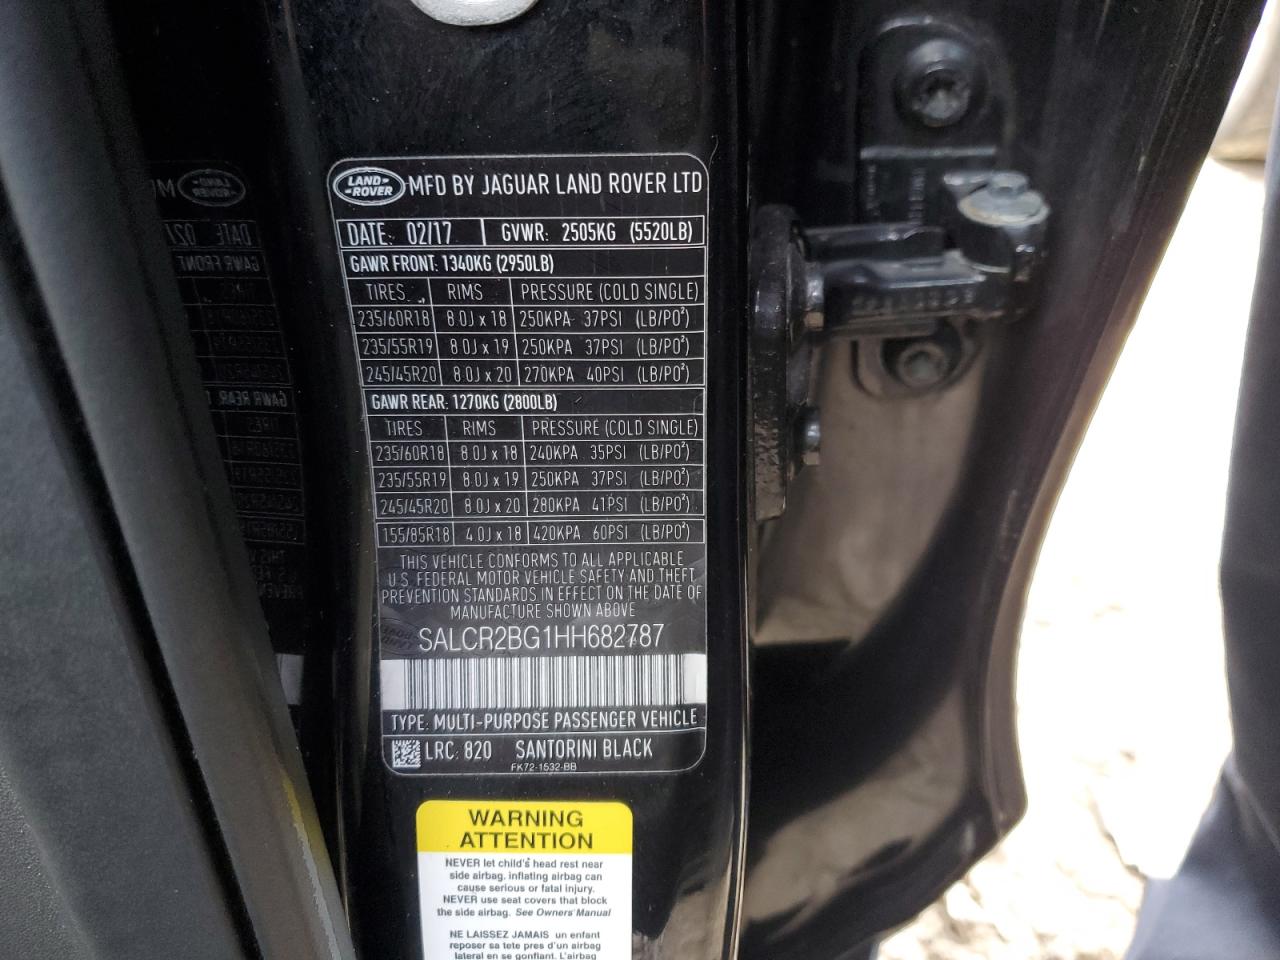 LAND ROVER MFD BY JAGUAR LAND ROVER LTD
DATE: 02/17 GVWR: 2505KG (5520LB)
GAWR FRONT: 1340KG (2950LB)
TIRES RIMS PRESSURE (COLD SINGLE)
235/60R18 8.0J x 18 250KPA 37PSI (LB/PO²)
235/55R19 8.0J x 19 250KPA 37PSI (LB/PO²)
245/45R20 8.0J x 20 270KPA 40PSI (LB/PO²)
GAWR REAR: 1270KG (2800LB)
TIRES RIMS PRESSURE (COLD SINGLE)
235/60R18 8.0J x 18 240KPA 35PSI (LB/PO²)
235/55R19 8.0J x 19 250KPA 37PSI (LB/PO²)
245/45R20 8.0J x 20 280KPA 41PSI (LB/PO²)
155/85R18 4.0J x 18 420KPA 60PSI (LB/PO²)
THIS VEHICLE CONFORMS TO ALL APPLICABLE
U.S. FEDERAL MOTOR VEHICLE SAFETY AND THEFT
PREVENTION STANDARDS IN EFFECT ON THE DATE OF
MANUFACTURE SHOWN ABOVE
SALCR2BG1HH682787
TYPE: MULTI-PURPOSE PASSENGER VEHICLE
LRC: 820 SANTORINI BLACK
FK72-1532-BB
WARNING
ATTENTION
NEVER let child's head rest near
side airbag. inflating airbag can
cause serious or fatal injury.
NEVER use seat covers that block
the side airbag. See Owners Manual
NE LAISSEZ JAMAIS un enfant
reposer sa tete pres d'un airbag
lateral en se gonflant. L'airbag